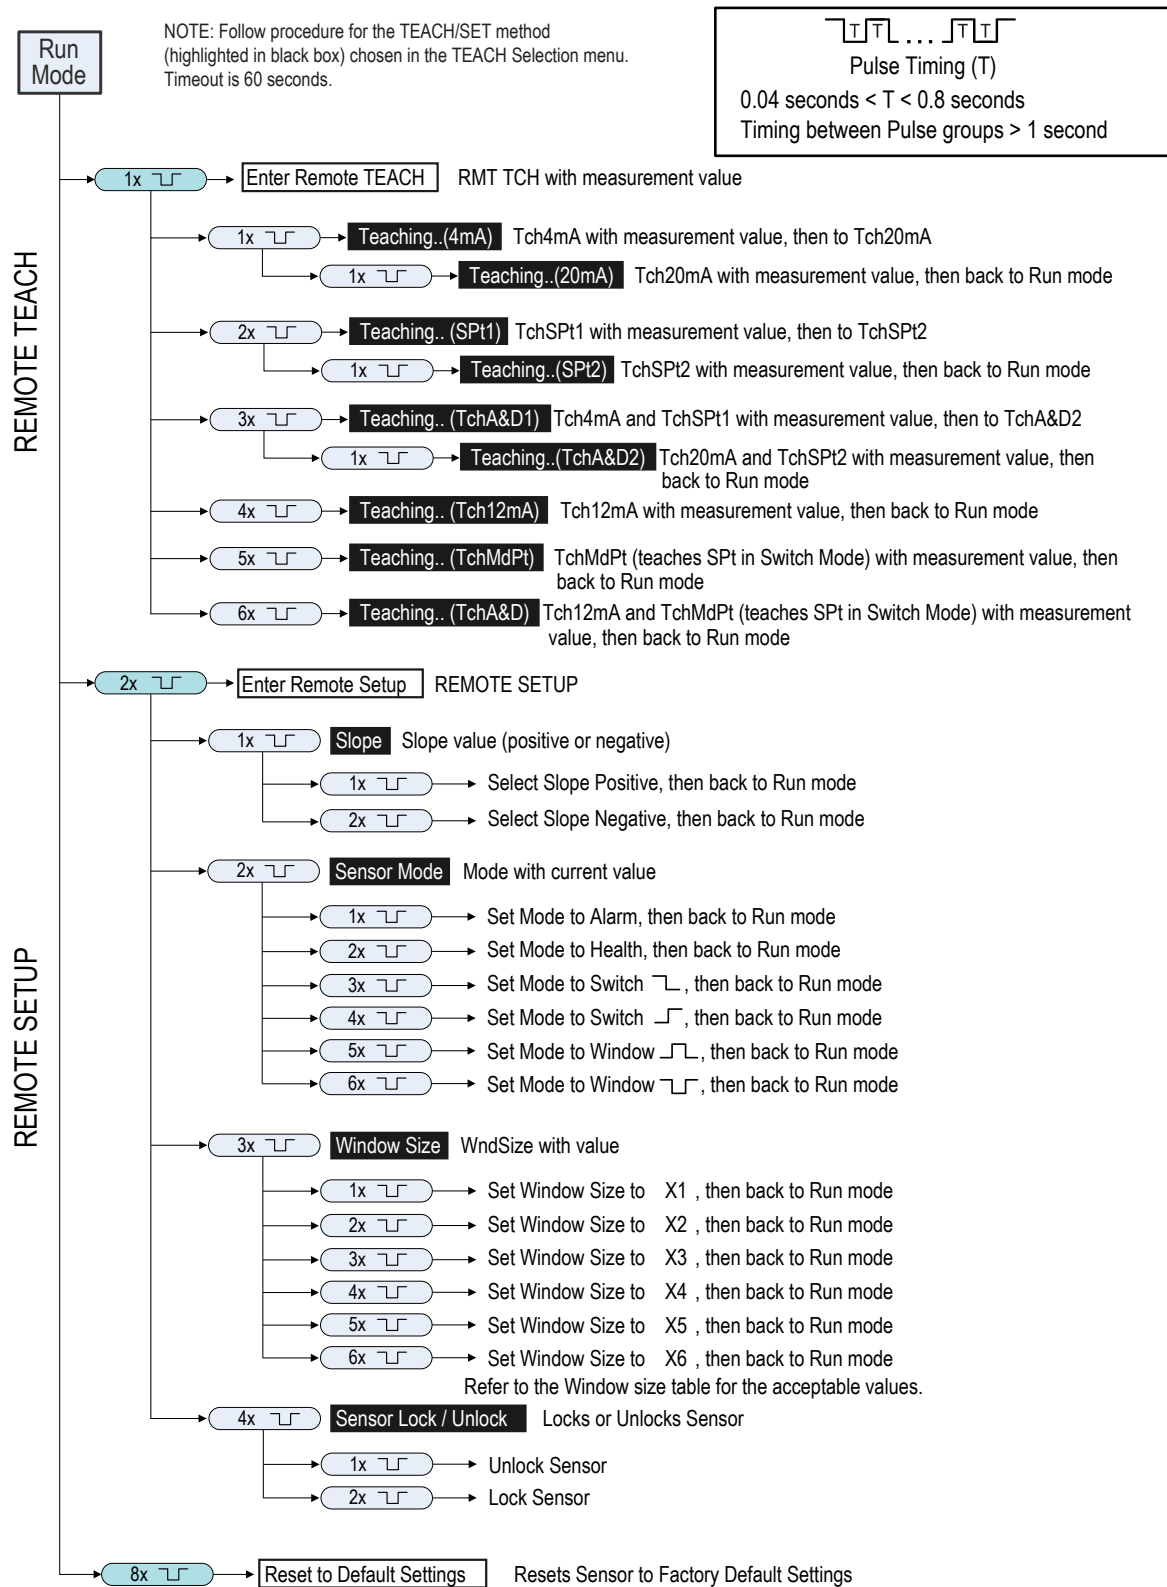 Run
Mode
NOTE: Follow procedure for the TEACH/SET method
(highlighted in black box) chosen in the TEACH Selection menu.
Timeout is 60 seconds.
T T . . . T T
Pulse Timing (T)
0.04 seconds < T < 0.8 seconds
Timing between Pulse groups > 1 second
REMOTE TEACH
1x Enter Remote TEACH RMT TCH with measurement value
1x Teaching..(4mA) Tch4mA with measurement value, then to Tch20mA
1x Teaching..(20mA) Tch20mA with measurement value, then back to Run mode
2x Teaching.. (SPt1) TchSPt1 with measurement value, then to TchSPt2
1x Teaching..(SPt2) TchSPt2 with measurement value, then back to Run mode
3x Teaching.. (TchA&D1) Tch4mA and TchSPt1 with measurement value, then to TchA&D2
1x Teaching..(TchA&D2) Tch20mA and TchSPt2 with measurement value, then
back to Run mode
4x Teaching.. (Tch12mA) Tch12mA with measurement value, then back to Run mode
5x Teaching.. (TchMdPt) TchMdPt (teaches SPt in Switch Mode) with measurement value, then
back to Run mode
6x Teaching.. (TchA&D) Tch12mA and TchMdPt (teaches SPt in Switch Mode) with measurement
value, then back to Run mode
REMOTE SETUP
2x Enter Remote Setup REMOTE SETUP
1x Slope Slope value (positive or negative)
1x Select Slope Positive, then back to Run mode
2x Select Slope Negative, then back to Run mode
2x Sensor Mode Mode with current value
1x Set Mode to Alarm, then back to Run mode
2x Set Mode to Health, then back to Run mode
3x Set Mode to Switch , then back to Run mode
4x Set Mode to Switch , then back to Run mode
5x Set Mode to Window , then back to Run mode
6x Set Mode to Window , then back to Run mode
3x Window Size WndSize with value
1x Set Window Size to X1 , then back to Run mode
2x Set Window Size to X2 , then back to Run mode
3x Set Window Size to X3 , then back to Run mode
4x Set Window Size to X4 , then back to Run mode
5x Set Window Size to X5 , then back to Run mode
6x Set Window Size to X6 , then back to Run mode
Refer to the Window size table for the acceptable values.
4x Sensor Lock / Unlock Locks or Unlocks Sensor
1x Unlock Sensor
2x Lock Sensor
8x Reset to Default Settings Resets Sensor to Factory Default Settings